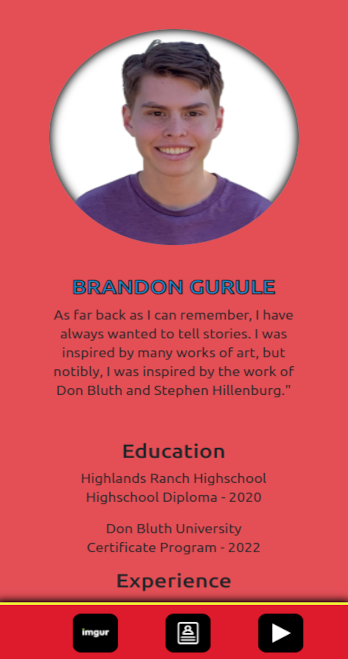 BRANDON GURULE
As far back as I can remember, I have
always wanted to tell stories. I was
inspired by many works of art, but
notibly, I was inspired by the work of
Don Bluth and Stephen Hillenburg."
Education
Highlands Ranch Highschool
Highschool Diploma - 2020
Don Bluth University
Certificate Program - 2022
Experience
imgur